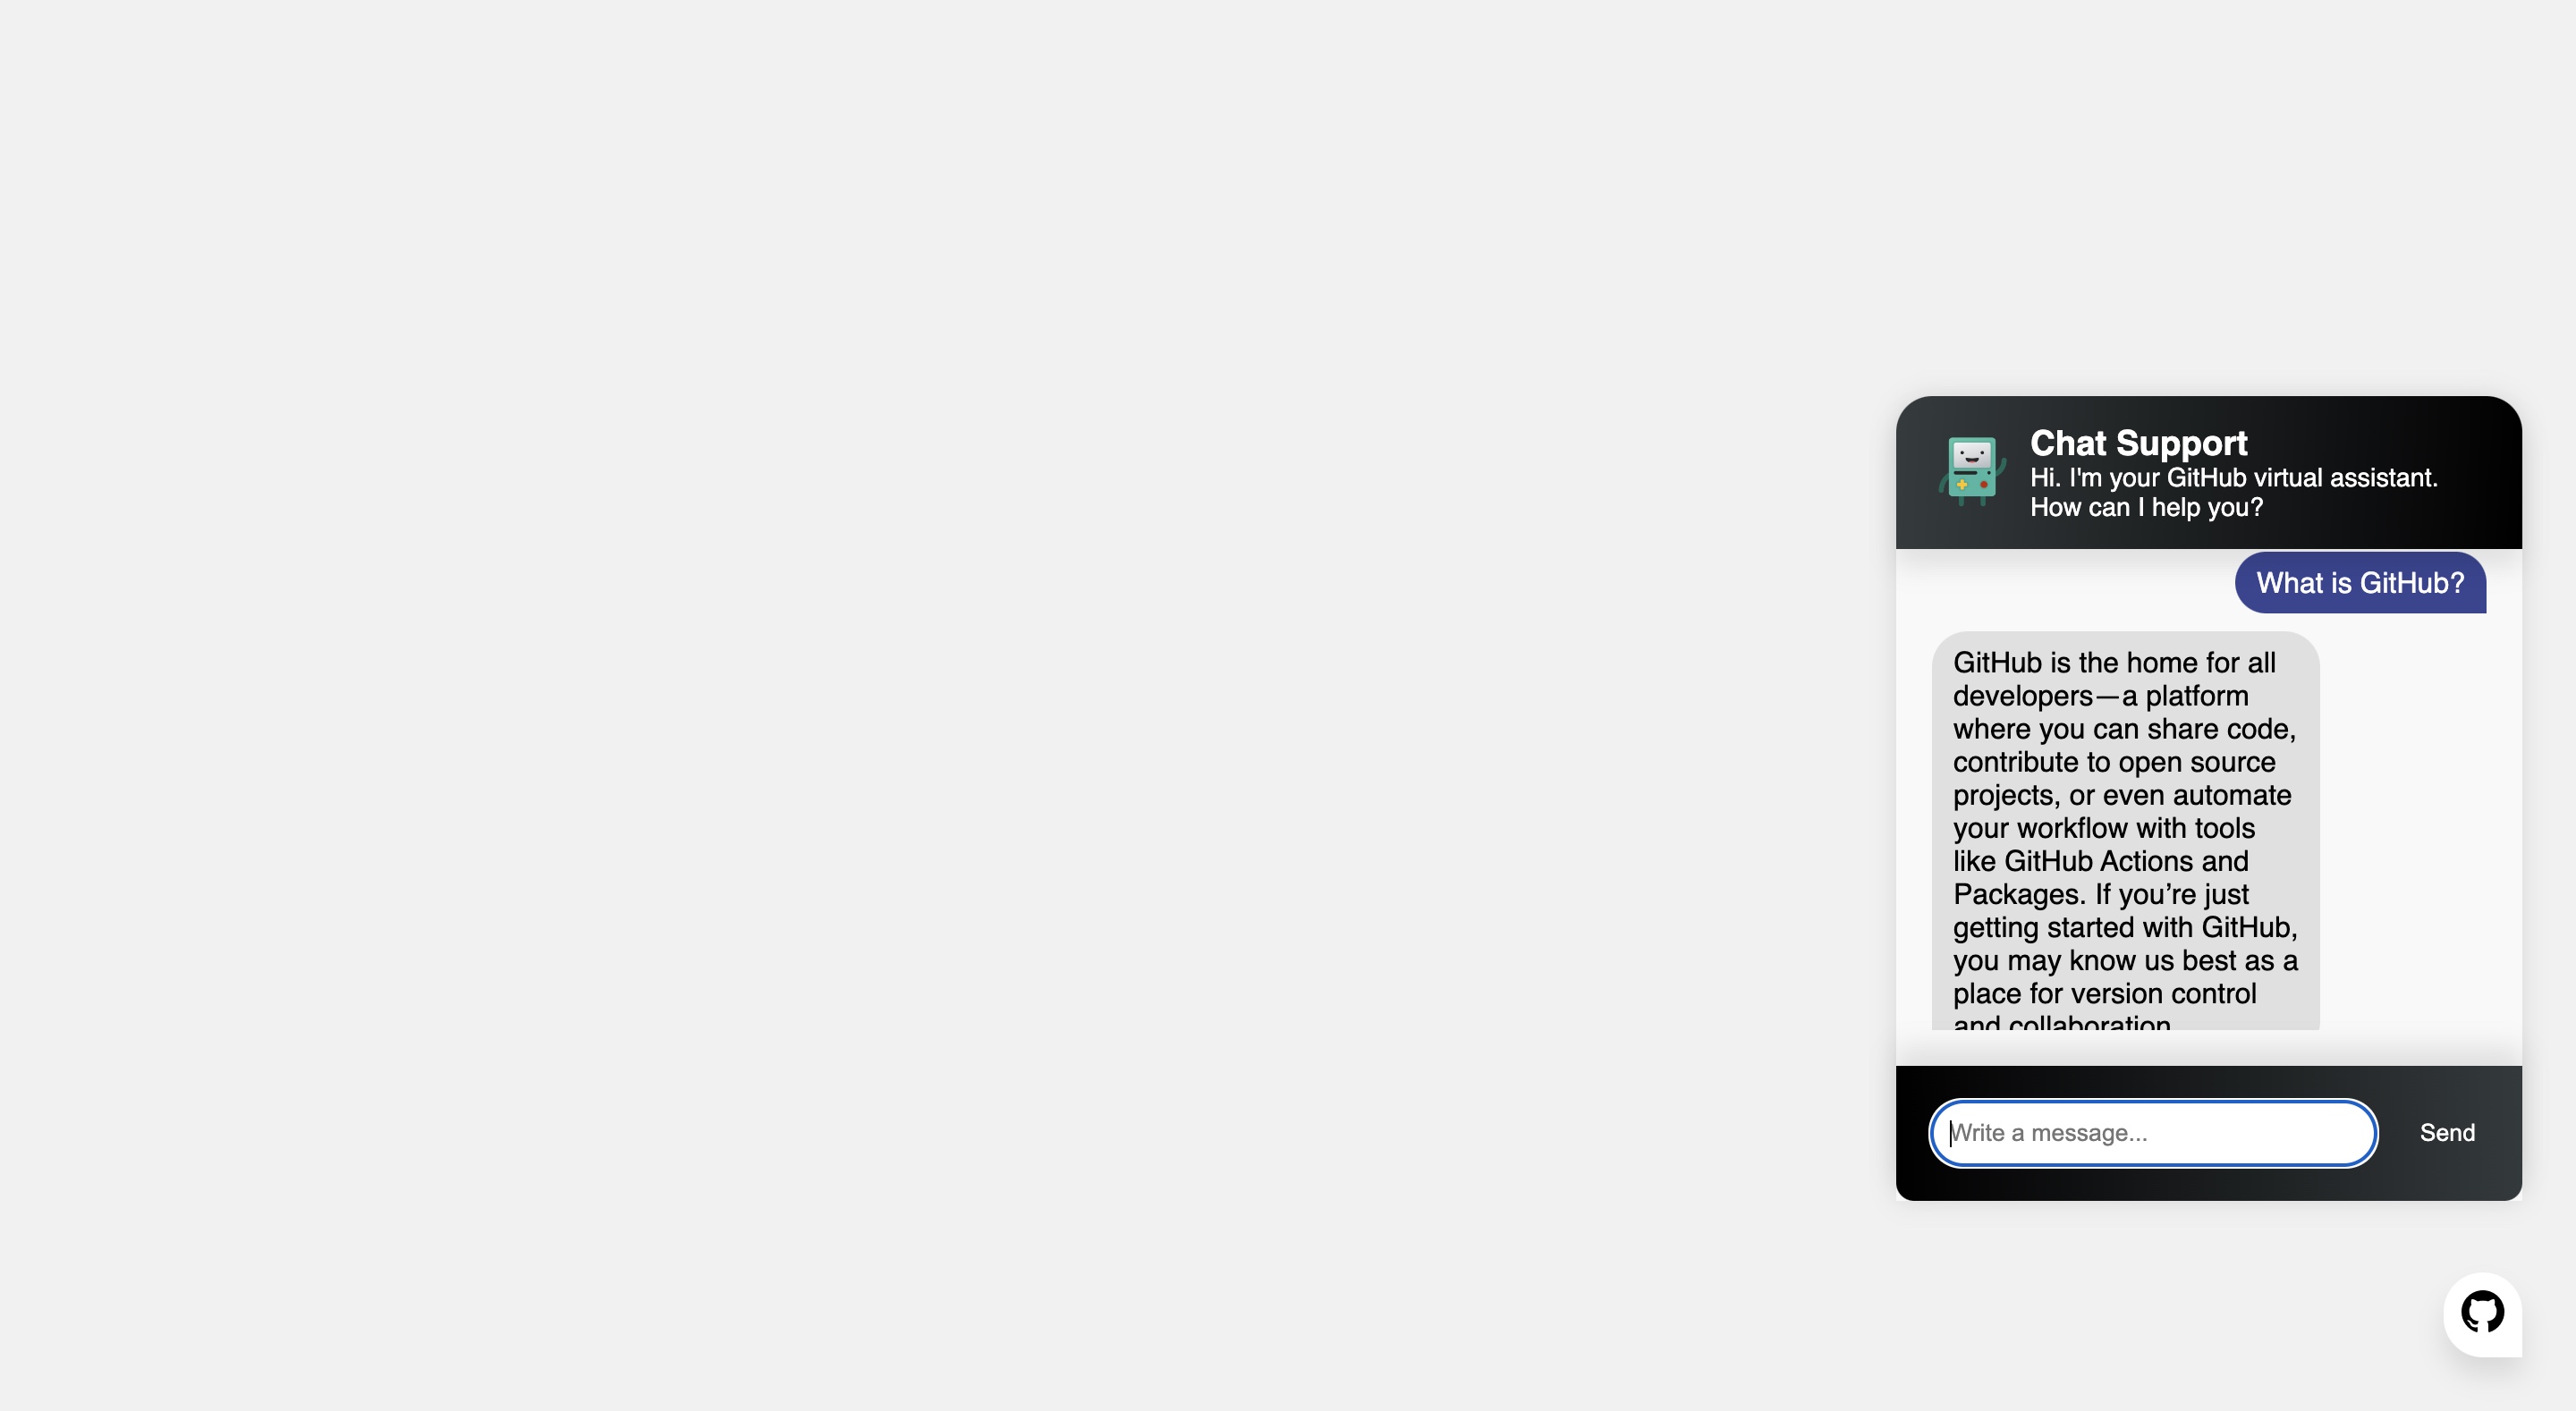 Chat Support
Hi. I'm your GitHub virtual assistant.
How can I help you?
What is GitHub?
GitHub is the home for all
developers—a platform
where you can share code,
contribute to open source
projects, or even automate
your workflow with tools
like GitHub Actions and
Packages. If you’re just
getting started with GitHub,
you may know us best as a
place for version control
and collaboration
Write a message...
Send